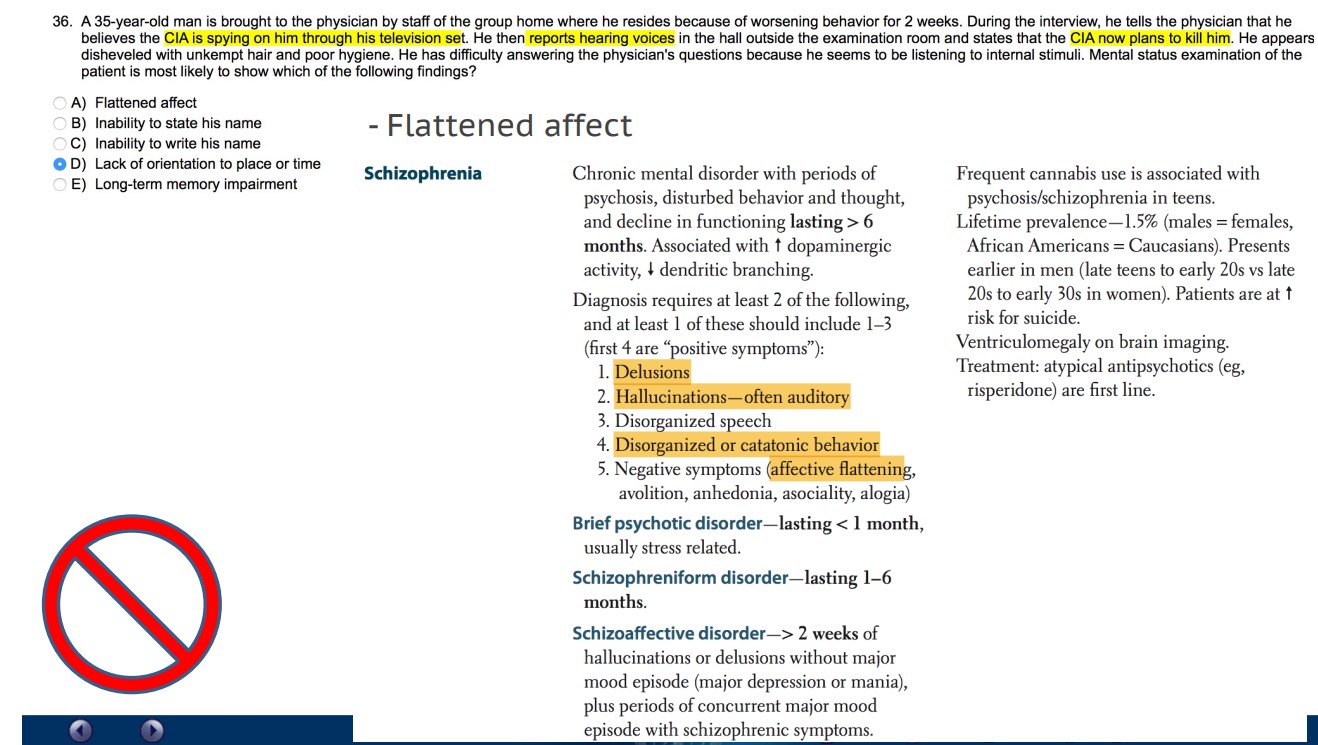 36. A 35-year-old man is brought to the physician by staff of the group home where he resides because of worsening behavior for 2 weeks. During the interview, he tells the physician that he
believes the CIA is spying on him through his television set. He then reports hearing voices in the hall outside the examination room and states that the CIA now plans to kill him. He appears
disheveled with unkempt hair and poor hygiene. He has difficulty answering the physician's questions because he seems to be listening to internal stimuli. Mental status examination of the
patient is most likely to show which of the following findings?
A) Flattened affect
B) Inability to state his name
C) Inability to write his name
D) Lack of orientation to place or time
E) Long-term memory impairment
- Flattened affect
Schizophrenia
Chronic mental disorder with periods of
psychosis, disturbed behavior and thought,
and decline in functioning lasting > 6
months. Associated with ↑ dopaminergic
activity, ↓ dendritic branching.
Diagnosis requires at least 2 of the following,
and at least 1 of these should include 1–3
(first 4 are “positive symptoms”):
1. Delusions
2. Hallucinations—often auditory
3. Disorganized speech
4. Disorganized or catatonic behavior
5. Negative symptoms (affective flattening,
avolition, anhedonia, asociality, alogia)
Brief psychotic disorder—lasting < 1 month,
usually stress related.
Schizophreniform disorder—lasting 1–6
months.
Schizoaffective disorder—> 2 weeks of
hallucinations or delusions without major
mood episode (major depression or mania),
plus periods of concurrent major mood
episode with schizophrenic symptoms.
Frequent cannabis use is associated with
psychosis/schizophrenia in teens.
Lifetime prevalence—1.5% (males = females,
African Americans = Caucasians). Presents
earlier in men (late teens to early 20s vs late
20s to early 30s in women). Patients are at ↑
risk for suicide.
Ventriculomegaly on brain imaging.
Treatment: atypical antipsychotics (eg,
risperidone) are first line.